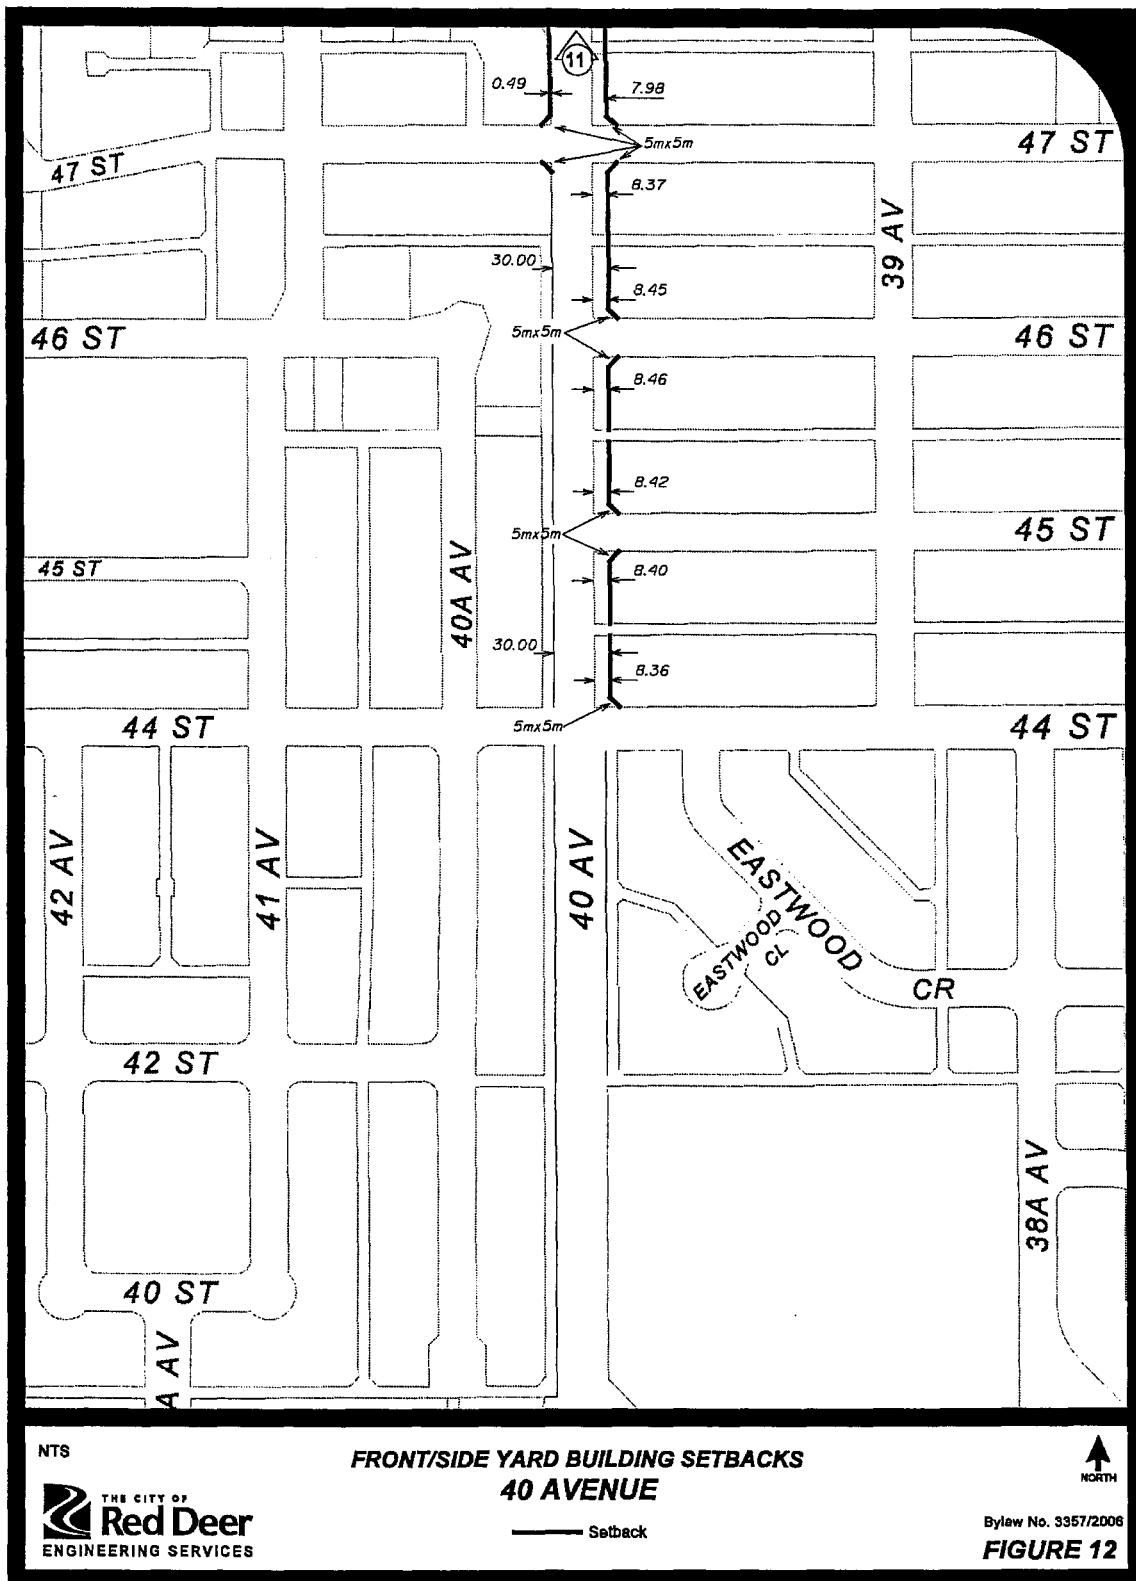 11
0.49
7.98
5mx5m
47 ST
47 ST
8.37
39 AV
30.00
8.45
5mx5m
46 ST
46 ST
8.46
8.42
5mx5m
45 ST
45 ST
40A AV
8.40
30.00
8.36
5mx5m
44 ST
44 ST
42 AV
41 AV
40 AV
EASTWOOD
CR
EASTWOOD
CL
42 ST
38A AV
40 ST
A AV
NTS
FRONT/SIDE YARD BUILDING SETBACKS
40 AVENUE
Setback
NORTH
THE CITY OF
Red Deer
ENGINEERING SERVICES
Bylaw No. 3357/2006
FIGURE 12